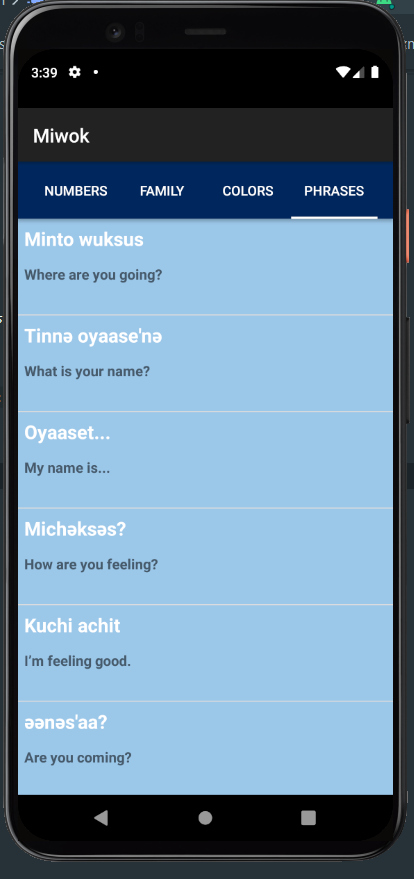 3:39
Miwok
NUMBERS FAMILY COLORS PHRASES
Minto wuksus
Where are you going?
Tinnə oyaase'nə
What is your name?
Oyaaset...
My name is...
Michəksəs?
How are you feeling?
Kuchi achit
I'm feeling good.
əənəs'aa?
Are you coming?